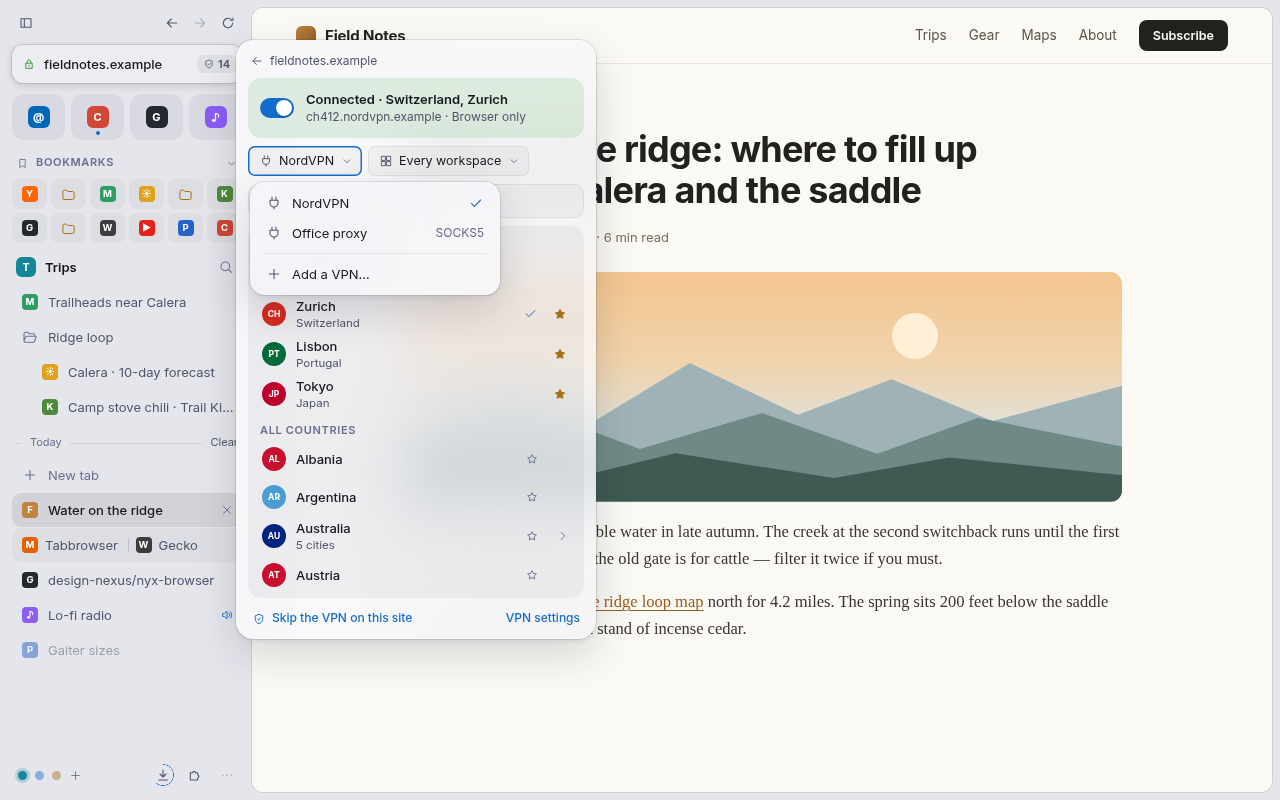 fieldnotes.example
14
@
C
G
BOOKMARKS
Y
M
K
G
W
P
C
T
Trips
M
Trailheads near Calera
Ridge loop
Calera · 10-day forecast
K
Camp stove chili · Trail Ki...
Today
Clear
New tab
F
Water on the ridge
M
Tabbrowser
W
Gecko
G
design-nexus/nyx-browser
Lo-fi radio
P
Gaiter sizes
fieldnotes.example
Connected · Switzerland, Zurich
ch412.nordvpn.example · Browser only
NordVPN
Every workspace
NordVPN
Office proxy
SOCKS5
Add a VPN...
CH
Zurich
Switzerland
PT
Lisbon
Portugal
JP
Tokyo
Japan
ALL COUNTRIES
AL
Albania
AR
Argentina
AU
Australia
5 cities
AT
Austria
Skip the VPN on this site
VPN settings
Field Notes
Trips
Gear
Maps
About
Subscribe
e ridge: where to fill up
alera and the saddle
· 6 min read
ble water in late autumn. The creek at the second switchback runs until the first
the old gate is for cattle — filter it twice if you must.
e ridge loop map north for 4.2 miles. The spring sits 200 feet below the saddle
stand of incense cedar.